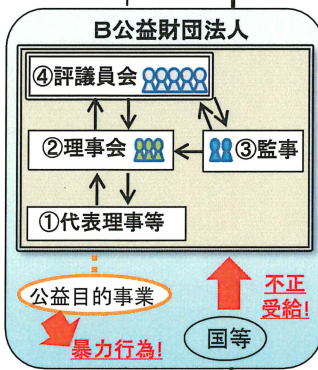 B公益財団法人
④評議員会
②理事会
③監事
①代表理事等
公益目的事業
不正
受給!
国等
暴力行為!